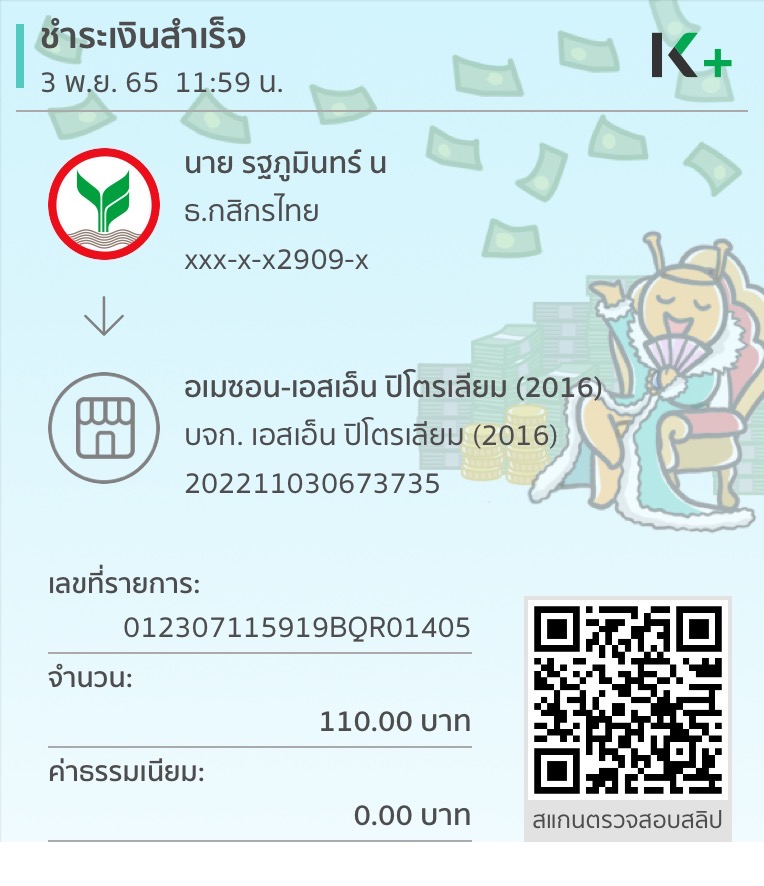 ชำระเงินสำเร็จ
3 พ.ย. 65 11:59 น.
K+
นาย รฐภูมินทร์ น
ธ.กสิกรไทย
xxx-x-x2909-x
อเมซอน-เอสเอ็น ปิโตรเลียม (2016)
บจก. เอสเอ็น ปิโตรเลียม (2016)
202211030673735
เลขที่รายการ:
012307115919BQR01405
จำนวน:
110.00 บาท
ค่าธรรมเนียม:
0.00 บาท
สแกนตรวจสอบสลิป